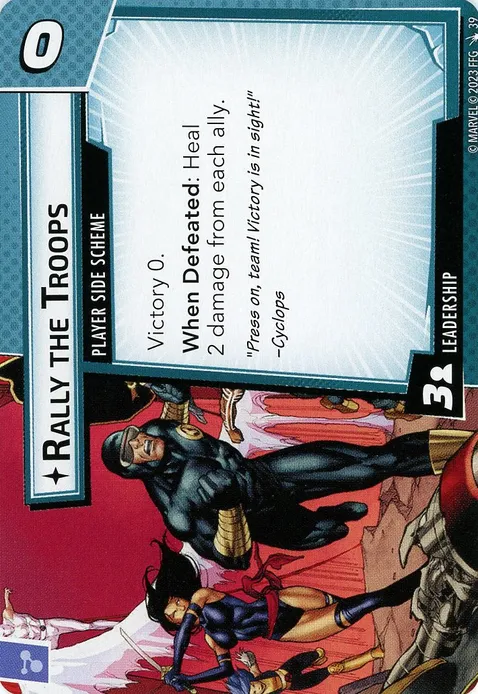 0
RALLY THE TROOPS
PLAYER SIDE SCHEME
Victory 0.
When Defeated: Heal
2 damage from each ally.
"Press on, team! Victory is in sight!"
–Cyclops
3
LEADERSHIP
© MARVEL © 2023 FFG 39